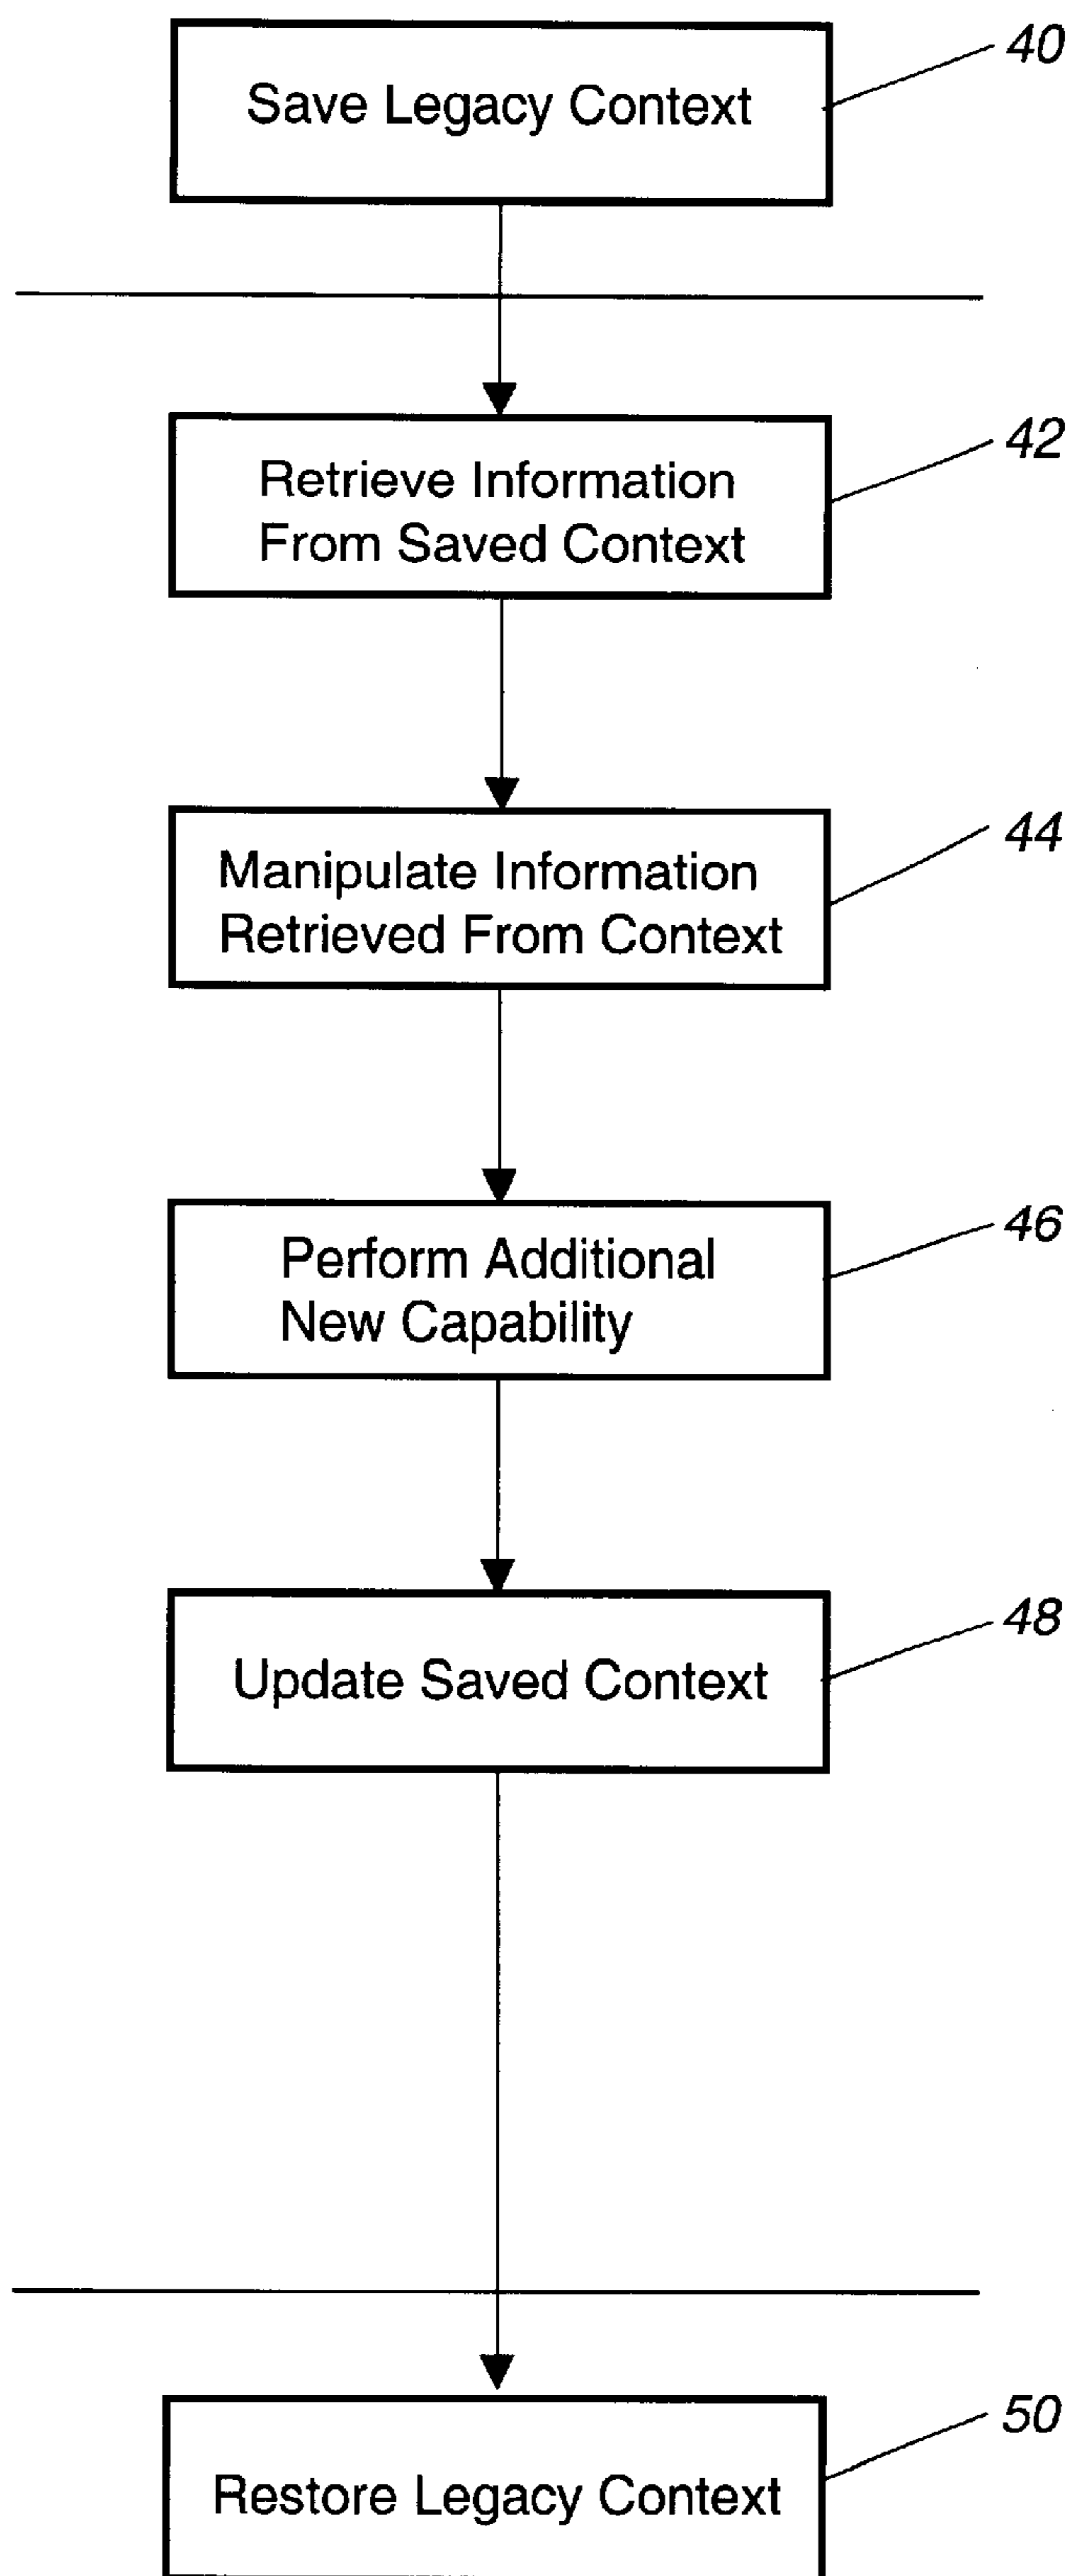 Save Legacy Context
40
Retrieve Information
From Saved Context
42
Manipulate Information
Retrieved From Context
44
Perform Additional
New Capability
46
Update Saved Context
48
Restore Legacy Context
50